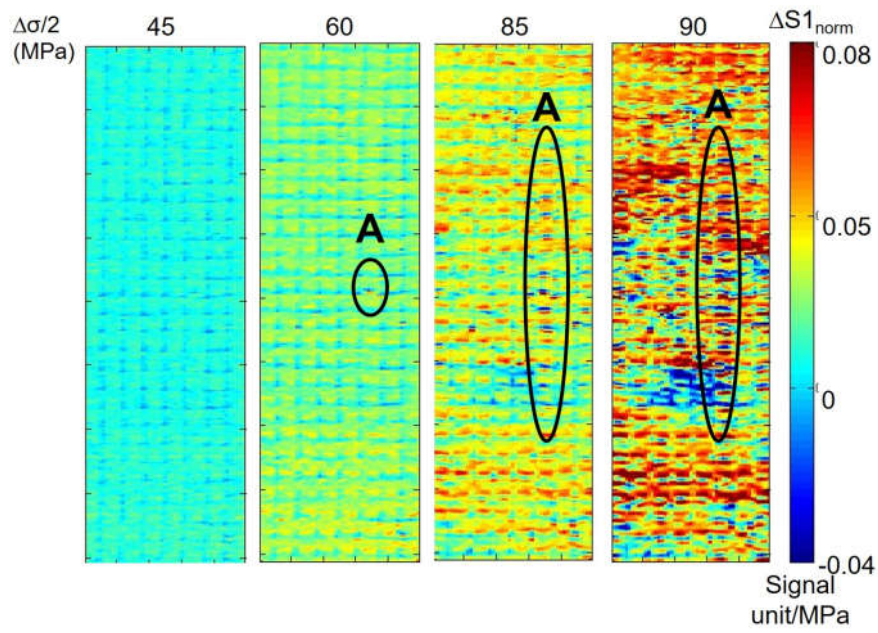 Δσ/2 45 60 85 90 ΔS1norm
(MPa)
0.08
A A
A
0.05
0
-0.04
Signal
unit/MPa